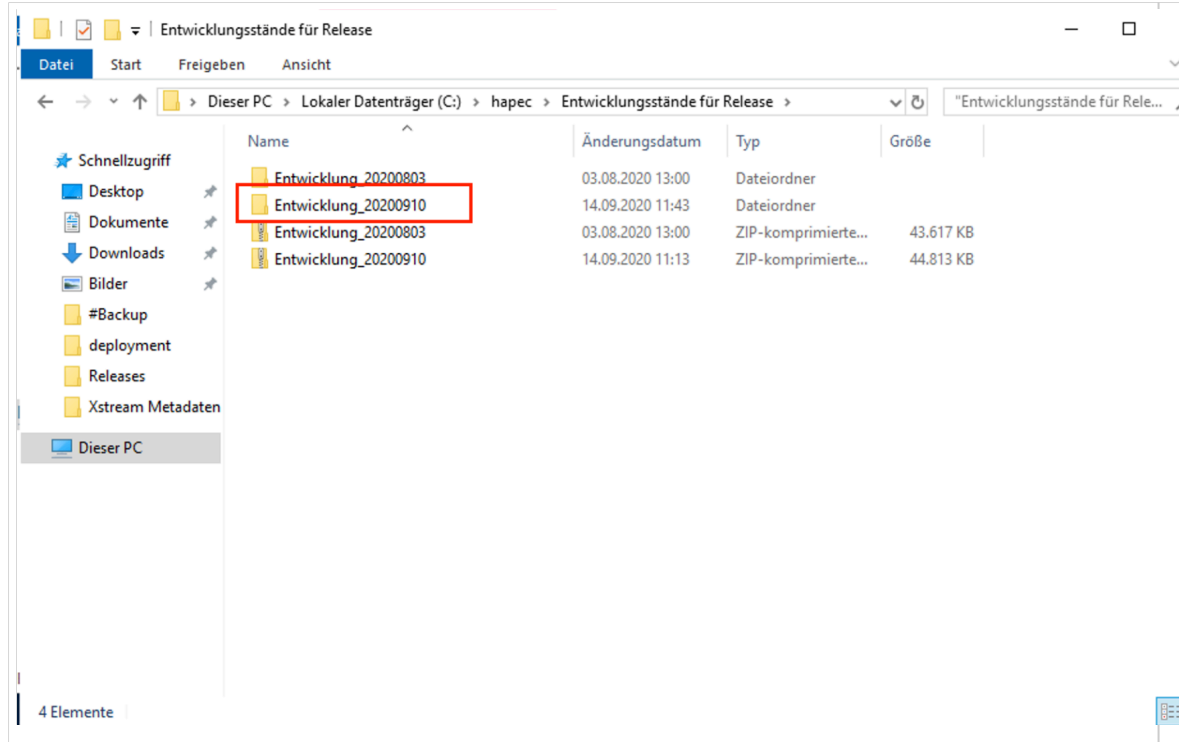 Entwicklungsstände für Release
Datei Start Freigeben Ansicht
Dieser PC > Lokaler Datenträger (C:) > hapec > Entwicklungsstände für Release > "Entwicklungsstände für Rele...
Name Änderungsdatum Typ Größe
Schnellzugriff
Desktop
Dokumente
Downloads
Bilder
#Backup
deployment
Releases
Xstream Metadaten
Dieser PC
Entwicklung_20200803 03.08.2020 13:00 Dateiordner
Entwicklung_20200910 14.09.2020 11:43 Dateiordner
Entwicklung_20200803 03.08.2020 13:00 ZIP-komprimierte... 43.617 KB
Entwicklung_20200910 14.09.2020 11:13 ZIP-komprimierte... 44.813 KB
4 Elemente